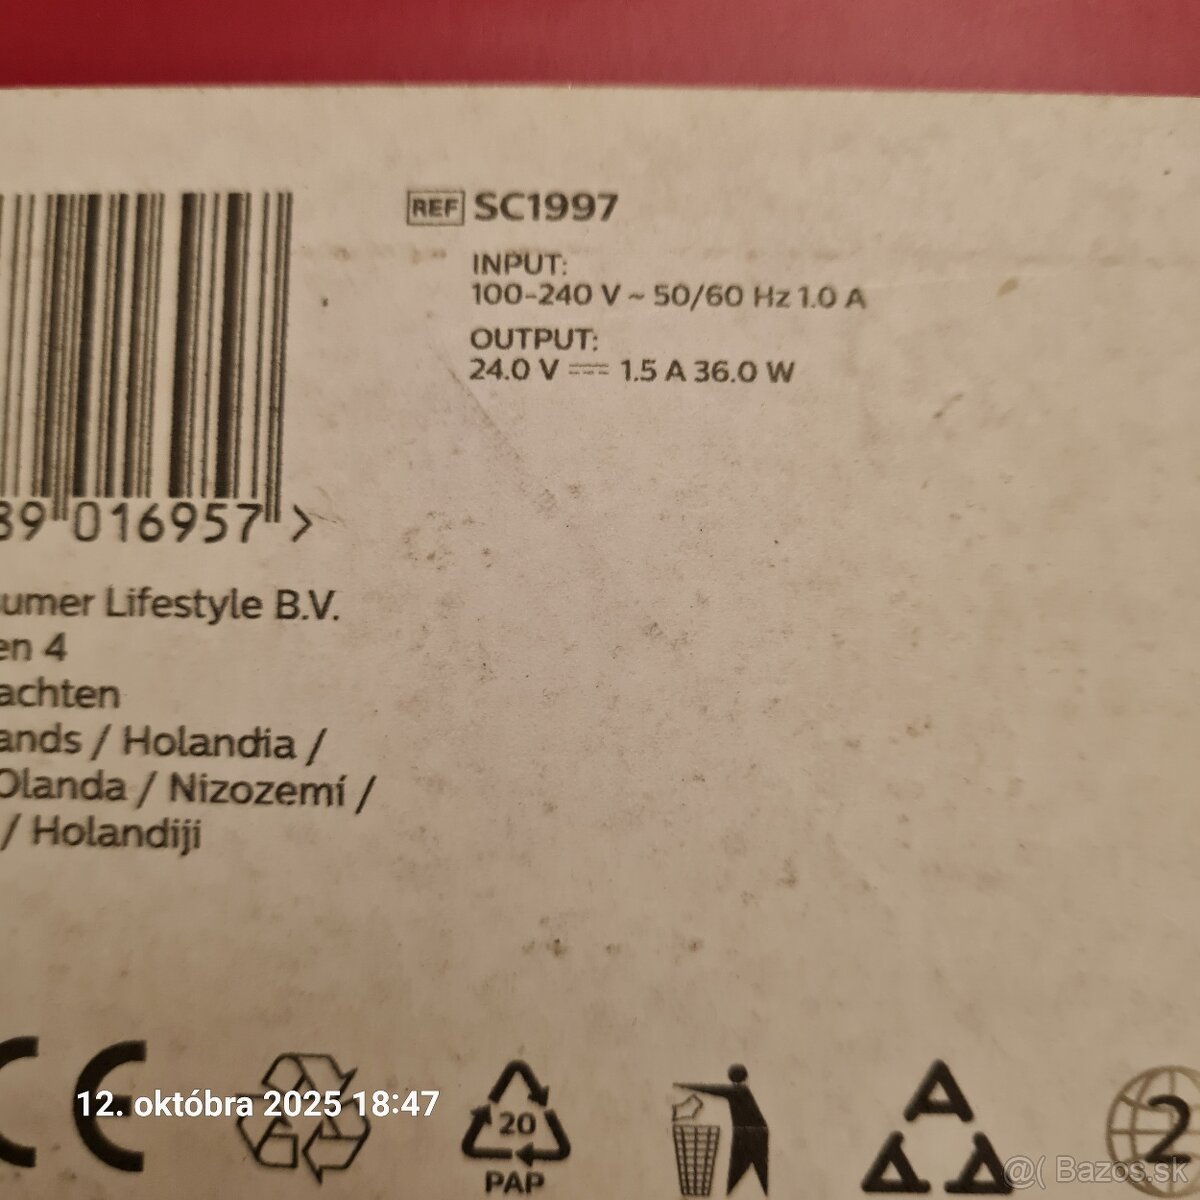 REF SC1997
INPUT:
100-240 V ~ 50/60 Hz 1.0 A
OUTPUT:
24.0 V ⎓ 1.5 A 36.0 W
89 016957 >
umer Lifestyle B.V.
en 4
achten
ands / Holandia /
Olanda / Nizozemí /
/ Holandiji
CE
12. októbra 2025 18:47
20
PAP
2
@( Bazos.sk